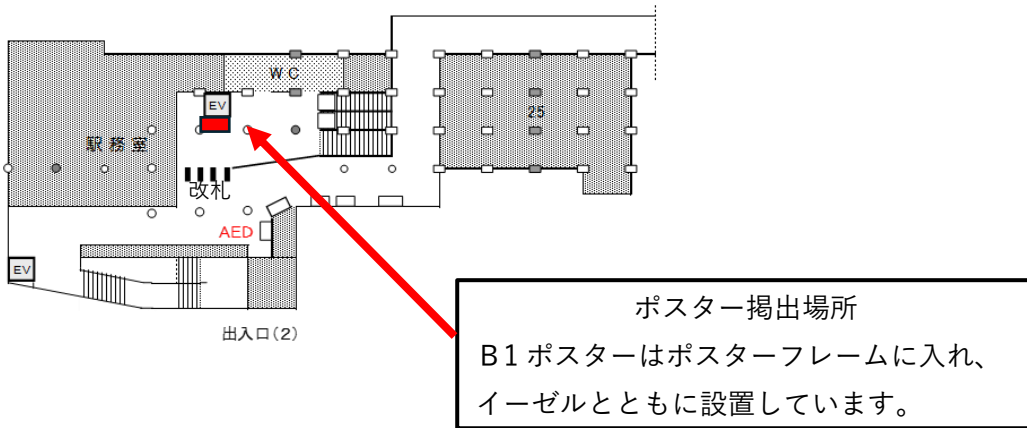 WC
EV
25
駅務室
改札
AED
EV
出入口(2)
ポスター掲出場所
B1ポスターはポスターフレームに入れ、
イーゼルとともに設置しています。